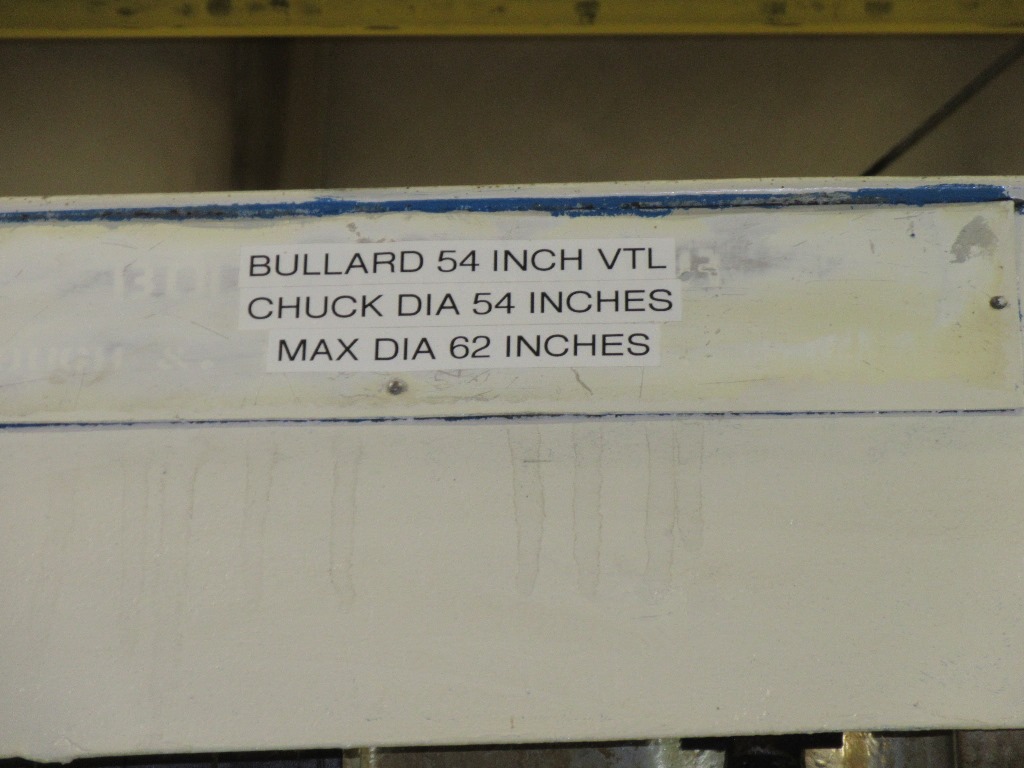 BULLARD 54 INCH VTL
CHUCK DIA 54 INCHES
MAX DIA 62 INCHES